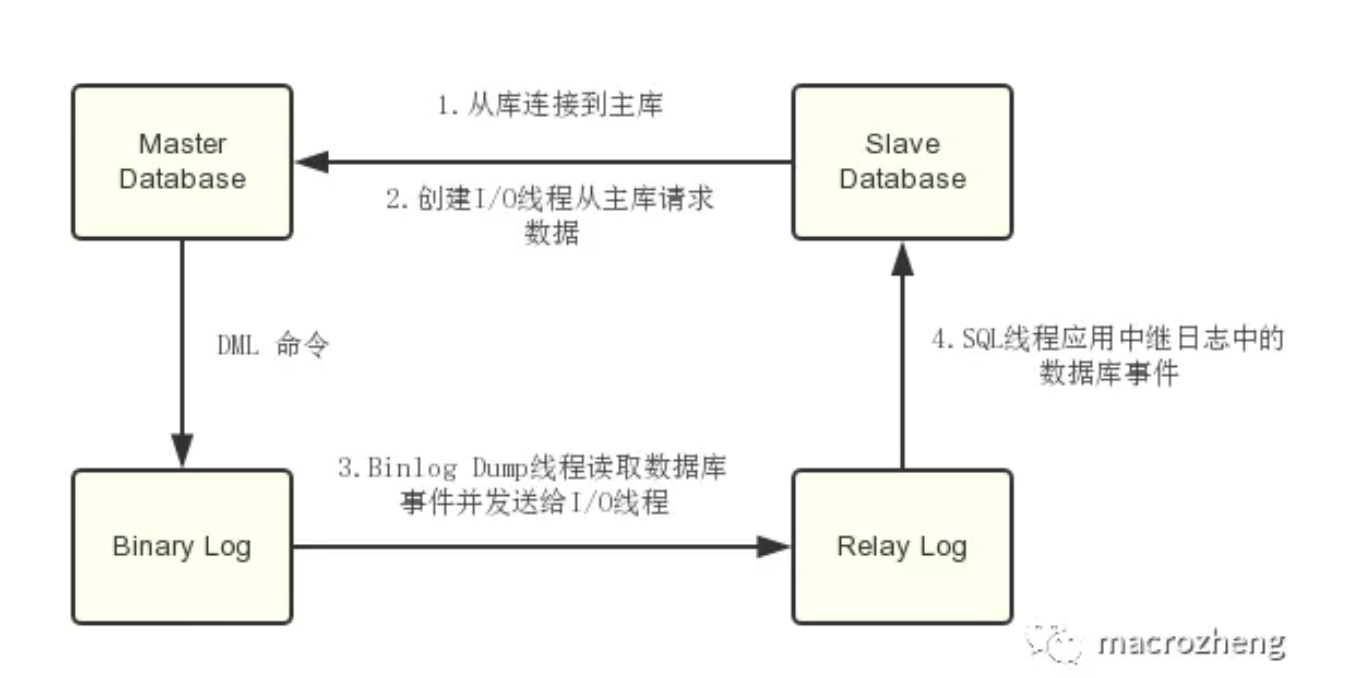 1.从库连接到主库
Master
Database
Slave
Database
2.创建I/O线程从主库请求
数据
DML 命令
4.SQL线程应用中继日志中的
数据库事件
3.Binlog Dump线程读取数据库
事件并发送给I/O线程
Binary Log
Relay Log
macrozheng